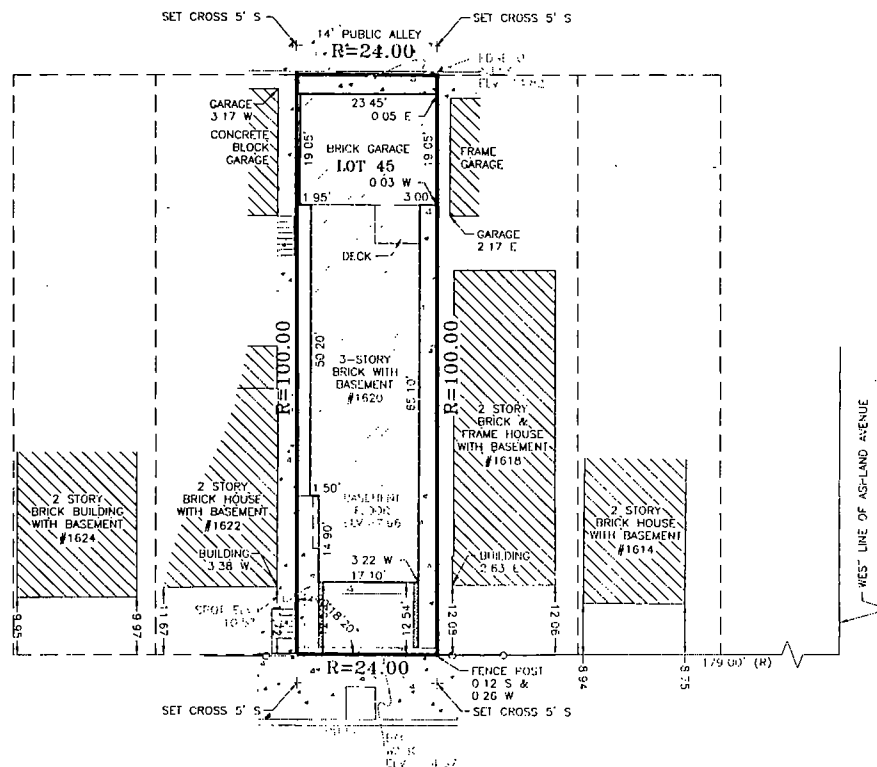 SET CROSS 5' S
SET CROSS 5' S
14' PUBLIC ALLEY
R=24.00
GARAGE
3.17 W
CONCRETE
BLOCK
GARAGE
23.45'
0.05 E
19.05'
BRICK GARAGE
LOT 45
19.05'
0.03 W
FRAME
GARAGE
1.95'
3.00'
GARAGE
2.17 E
DECK
R=100.00
50.20'
3-STORY
BRICK WITH
BASEMENT
#1620
65.10'
R=100.00
2 STORY
BRICK &
FRAME HOUSE
WITH BASEMENT
#1618
WEST LINE OF ASHLAND AVENUE
2 STORY
BRICK BUILDING
WITH BASEMENT
#1624
2 STORY
BRICK HOUSE
WITH BASEMENT
#1622
1.50'
BASEMENT
14.90'
2 STORY
BRICK HOUSE
WITH BASEMENT
#1614
BUILDING
3.38 W
3.22 W
17.10'
BUILDING
2.63 E
18.20'
12.54'
9.95
9.97
11.67
12.09
12.06
8.94
R=24.00
179.00' (R)
FENCE POST
0.12 S &
0.26 W
SET CROSS 5' S
SET CROSS 5' S